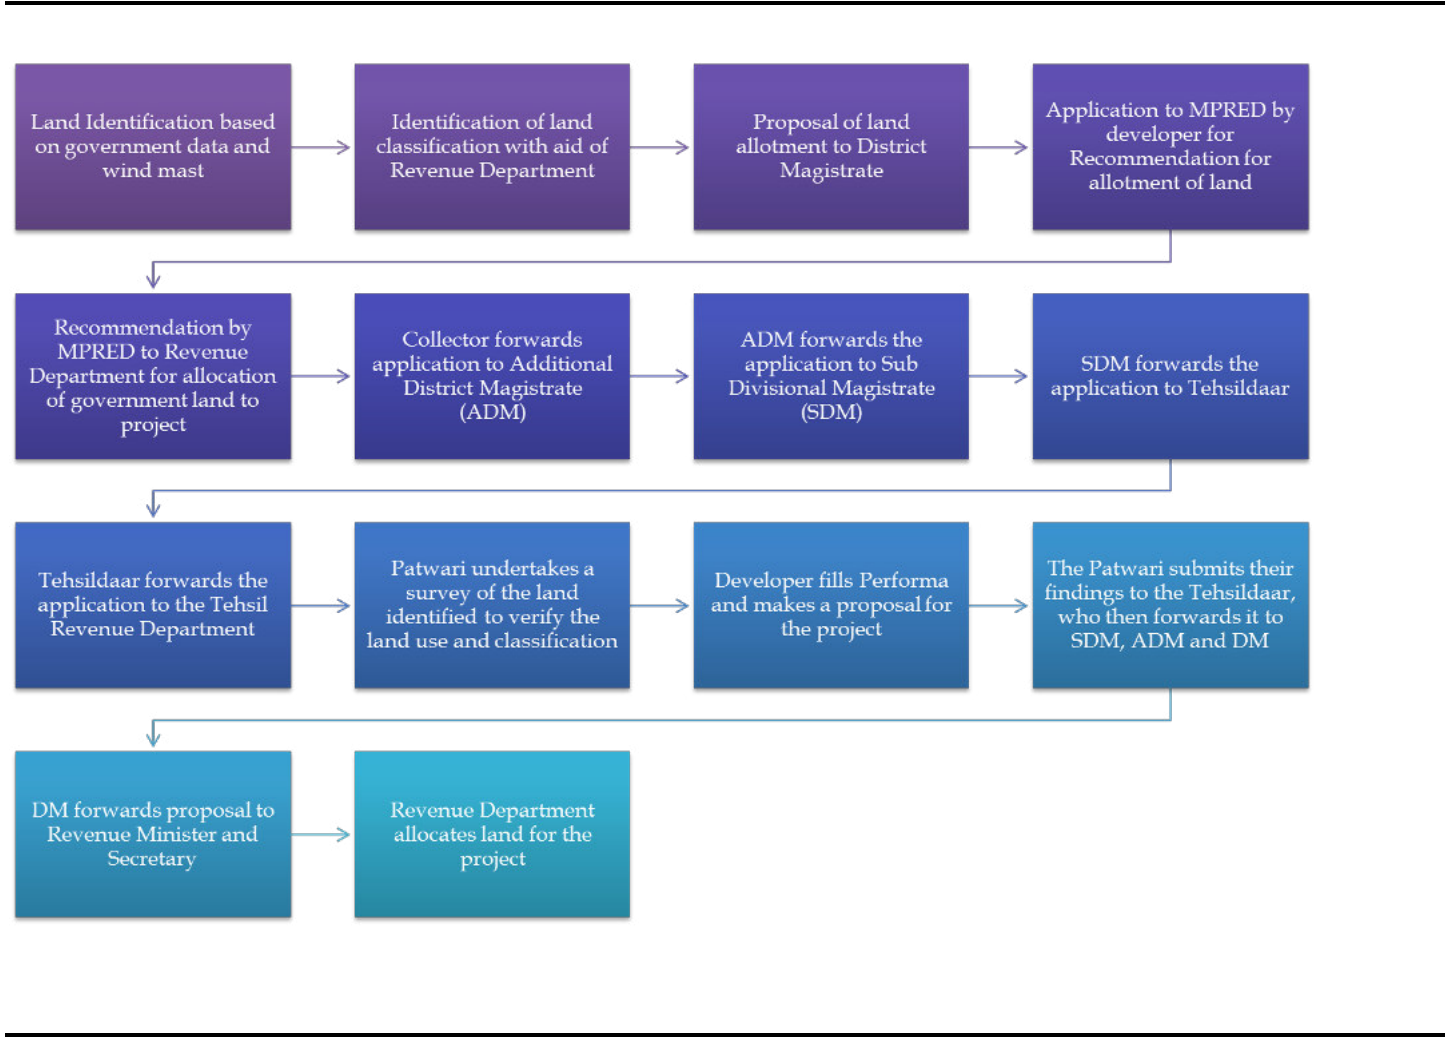 Land Identification based
on government data and
wind mast
Identification of land
classification with aid of
Revenue Department
Proposal of land
allotment to District
Magistrate
Application to MPRED by
developer for
Recommendation for
allotment of land
Recommendation by
MPRED to Revenue
Department for allocation
of government land to
project
Collector forwards
application to Additional
District Magistrate
(ADM)
ADM forwards the
application to Sub
Divisional Magistrate
(SDM)
SDM forwards the
application to Tehsildaar
Tehsildaar forwards the
application to the Tehsil
Revenue Department
Patwari undertakes a
survey of the land
identified to verify the
land use and classification
Developer fills Performa
and makes a proposal for
the project
The Patwari submits their
findings to the Tehsildaar,
who then forwards it to
SDM, ADM and DM
DM forwards proposal to
Revenue Minister and
Secretary
Revenue Department
allocates land for the
project